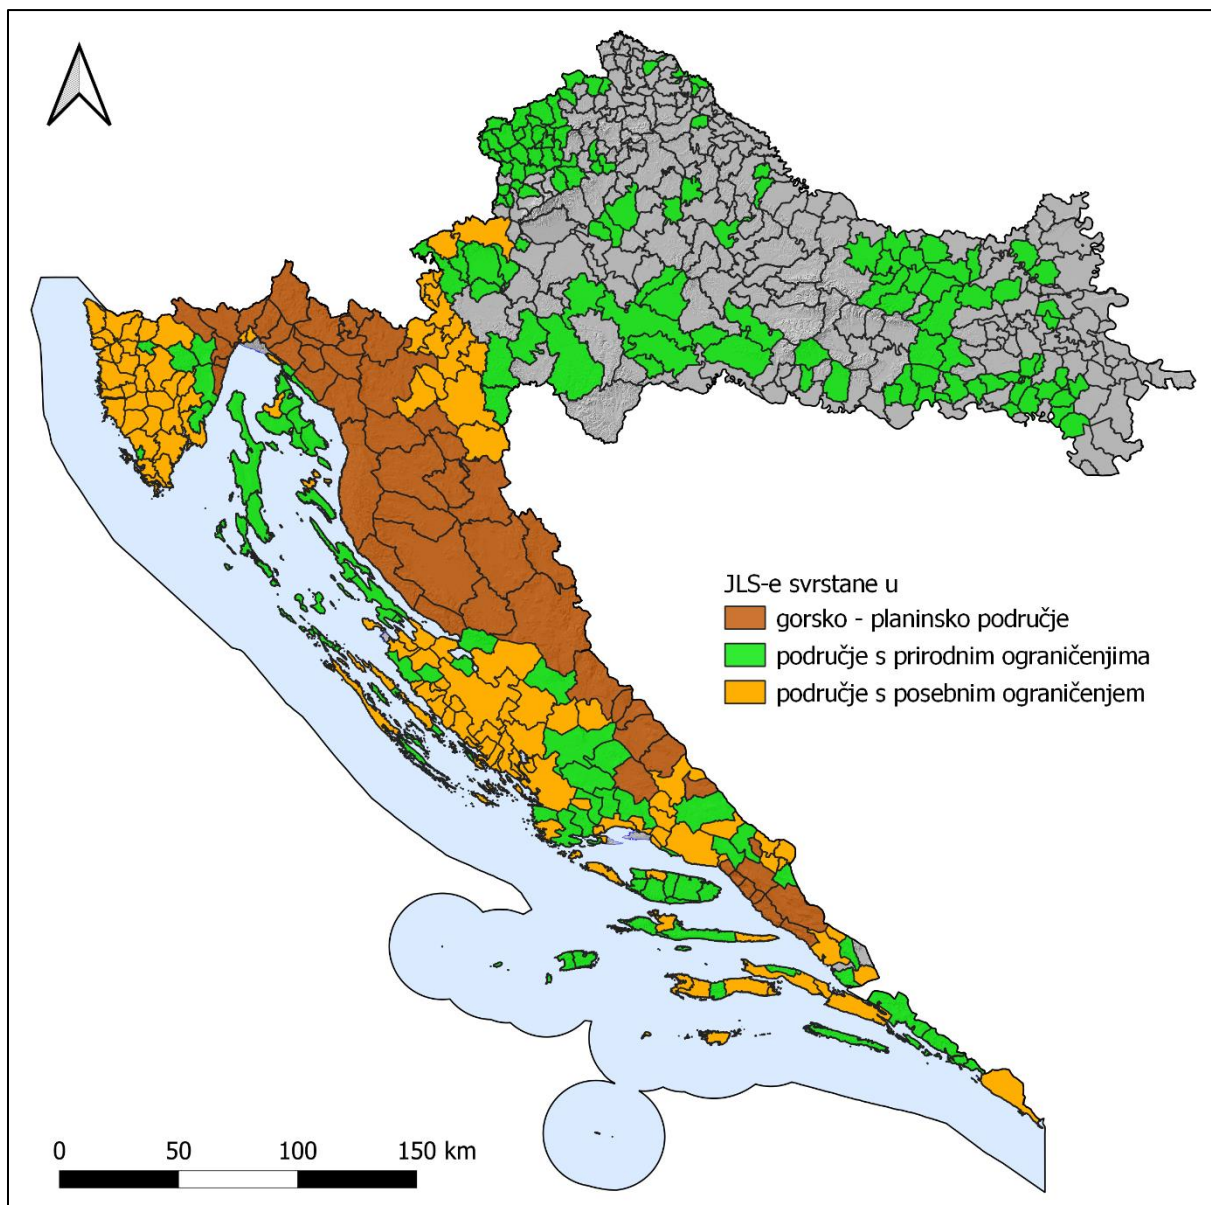 JLS-e svrstane u
gorsko - planinsko područje
područje s prirodnim ograničenjima
područje s posebnim ograničenjem
0 50 100 150 km